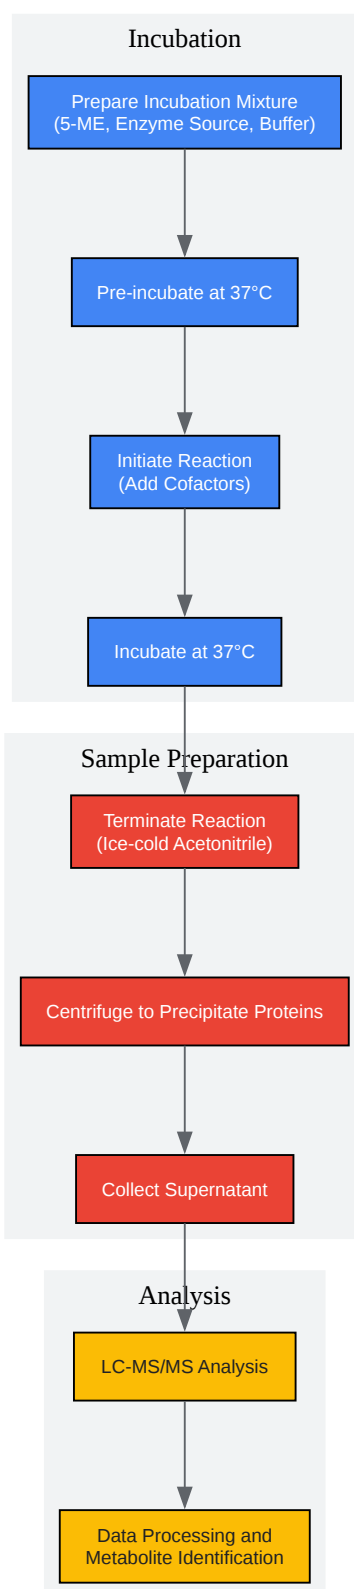 Incubation
Prepare Incubation Mixture
(5-ME, Enzyme Source, Buffer)
Pre-incubate at 37°C
Initiate Reaction
(Add Cofactors)
Incubate at 37°C
Sample Preparation
Terminate Reaction
(Ice-cold Acetonitrile)
Centrifuge to Precipitate Proteins
Collect Supernatant
Analysis
LC-MS/MS Analysis
Data Processing and
Metabolite Identification